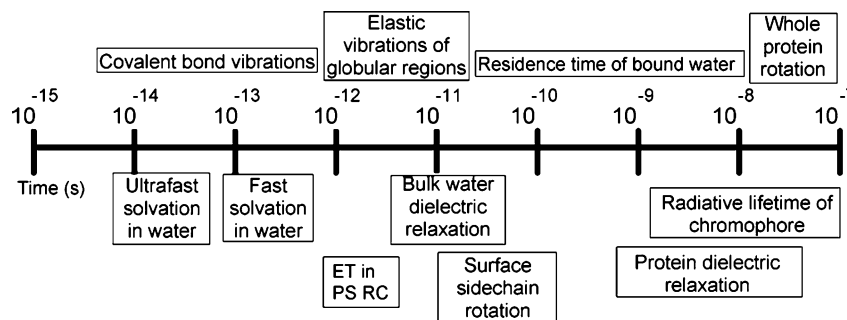 Covalent bond vibrations
Elastic
vibrations of
globular regions
Residence time of bound water
Whole
protein
rotation
10^-15 10^-14 10^-13 10^-12 10^-11 10^-10 10^-9 10^-8 10^-7
Time (s)
Ultrafast
solvation
in water
Fast
solvation
in water
Bulk water
dielectric
relaxation
Radiative lifetime of
chromophore
ET in
PS RC
Surface
sidechain
rotation
Protein dielectric
relaxation